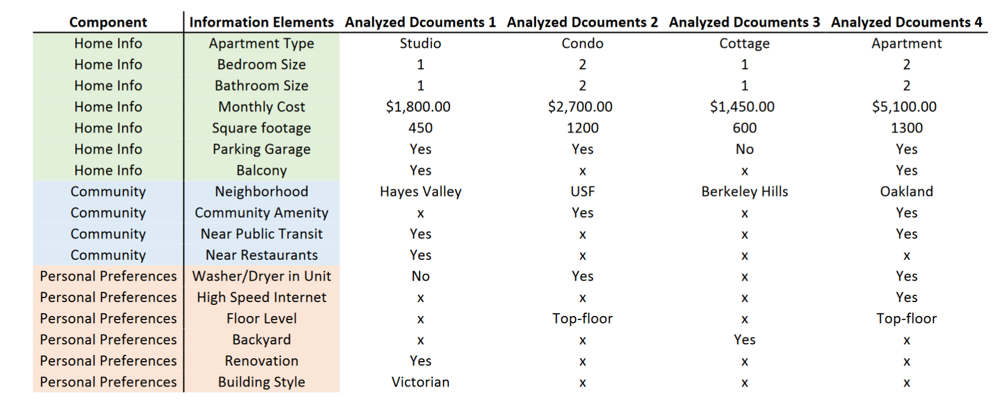 Component Information Elements Analyzed Dcouments 1 Analyzed Dcouments 2 Analyzed Dcouments 3 Analyzed Dcouments 4
Home Info Apartment Type Studio Condo Cottage Apartment
Home Info Bedroom Size 1 2 1 2
Home Info Bathroom Size 1 2 1 2
Home Info Monthly Cost $1,800.00 $2,700.00 $1,450.00 $5,100.00
Home Info Square footage 450 1200 600 1300
Home Info Parking Garage Yes Yes No Yes
Home Info Balcony Yes x x Yes
Community Neighborhood Hayes Valley USF Berkeley Hills Oakland
Community Community Amenity x Yes x Yes
Community Near Public Transit Yes x x Yes
Community Near Restaurants Yes x x x
Personal Preferences Washer/Dryer in Unit No Yes x Yes
Personal Preferences High Speed Internet x x x Yes
Personal Preferences Floor Level x Top-floor x Top-floor
Personal Preferences Backyard x x Yes x
Personal Preferences Renovation Yes x x x
Personal Preferences Building Style Victorian x x x